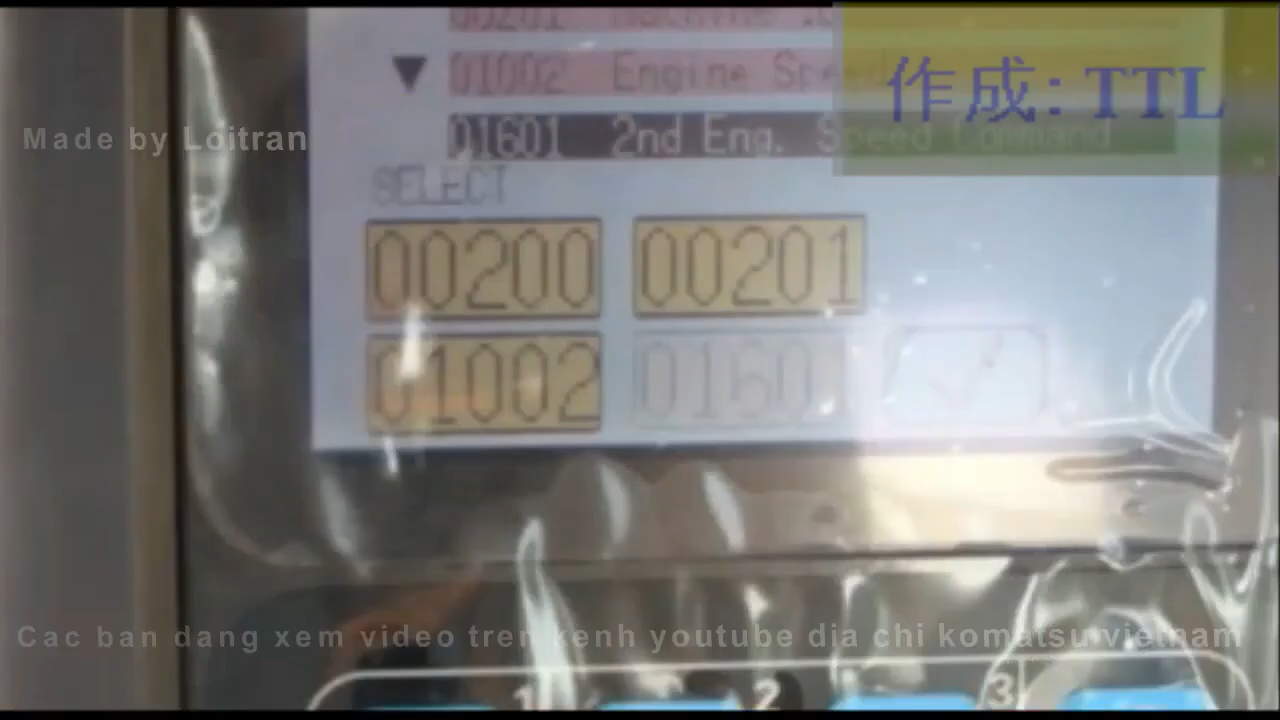 00201
▼ 01002 Engine Speed
作成: TTL
Made by Loitran
01601 2nd Eng. Speed Command
SELECT
00200 00201
01002 01601
Cac ban dang xem video tren kenh youtube dia chi komatsuvietnam
1 2 3